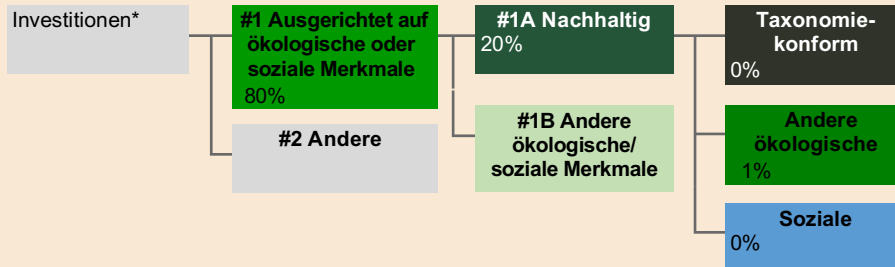 Investitionen*
#1 Ausgerichtet auf
ökologische oder
soziale Merkmale
80%
#2 Andere
#1A Nachhaltig
20%
#1B Andere
ökologische/
soziale Merkmale
Taxonomie-
konform
0%
Andere
ökologische
1%
Soziale
0%